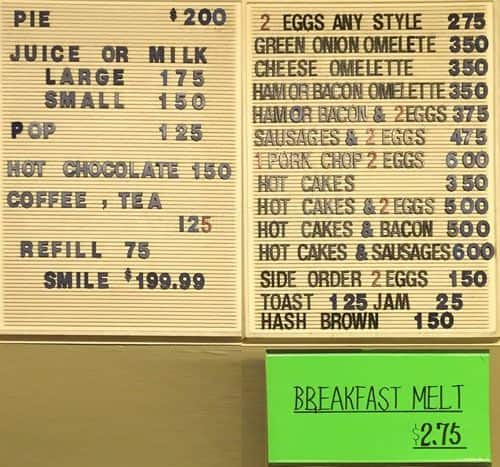 PIE $200
JUICE OR MILK
LARGE 175
SMALL 150
POP 125
HOT CHOCOLATE 150
COFFEE, TEA
125
REFILL 75
SMILE $199.99
2 EGGS ANY STYLE 275
GREEN ONION OMELETE 350
CHEESE OMELETTE 350
HAM OR BACON OMELETTE 350
HAM OR BACON & 2 EGGS 375
SAUSAGES & 2 EGGS 475
1 PORK CHOP 2 EGGS 600
HOT CAKES 350
HOT CAKES & 2 EGGS 500
HOT CAKES & BACON 500
HOT CAKES & SAUSAGES 600
SIDE ORDER 2 EGGS 150
TOAST 125 JAM 25
HASH BROWN 150
BREAKFAST MELT
$2.75